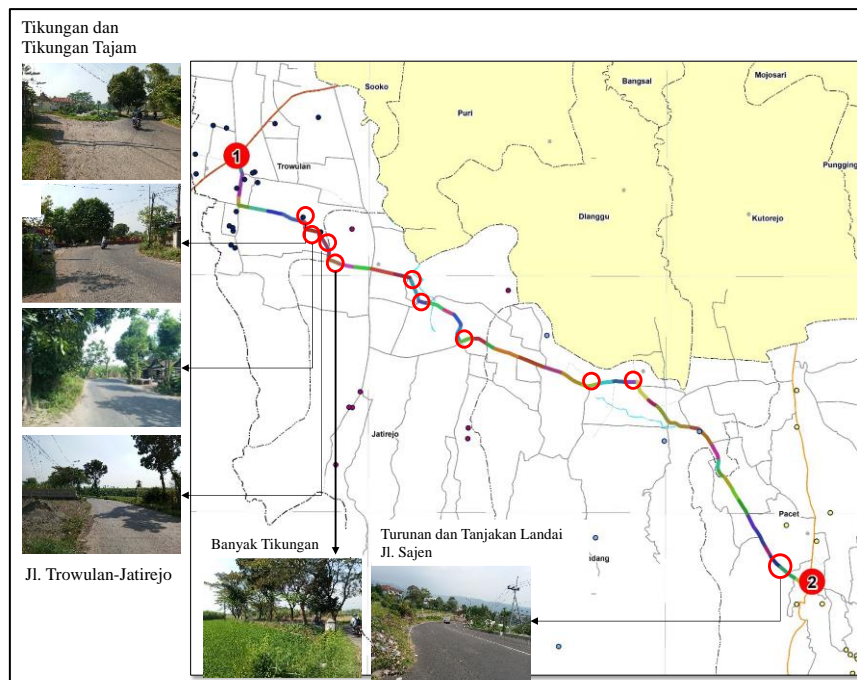 Tikungan dan
Tikungan Tajam
Sooko
Bangsal
Mojosari
Puri
Pungging
1
Trowulan
Dlanggu
Kutorejo
Jatirejo
Pacet
Banyak Tikungan
Turunan dan Tanjakan Landai
Jl. Sajen
ndang
2
Jl. Trowulan-Jatirejo